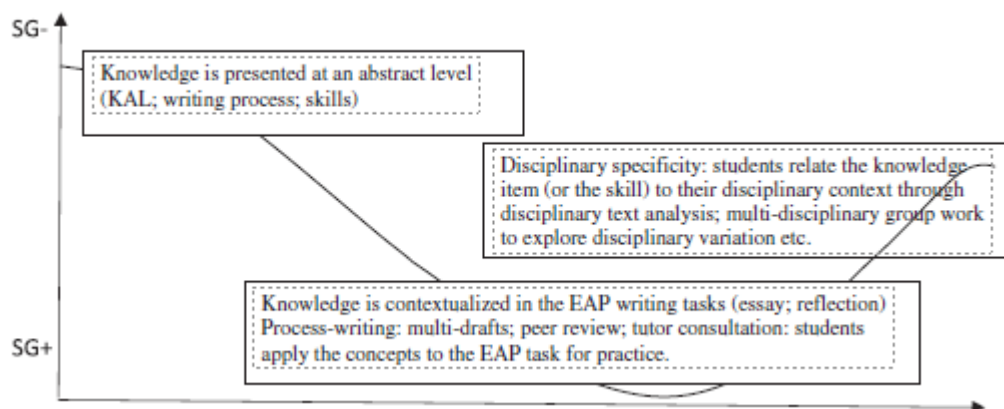 SG-
Knowledge is presented at an abstract level
(KAL; writing process; skills)
Disciplinary specificity: students relate the knowledge
item (or the skill) to their disciplinary context through
disciplinary text analysis; multi-disciplinary group work
to explore disciplinary variation etc.
Knowledge is contextualized in the EAP writing tasks (essay; reflection)
Process-writing: multi-drafts; peer review; tutor consultation: students
apply the concepts to the EAP task for practice.
SG+